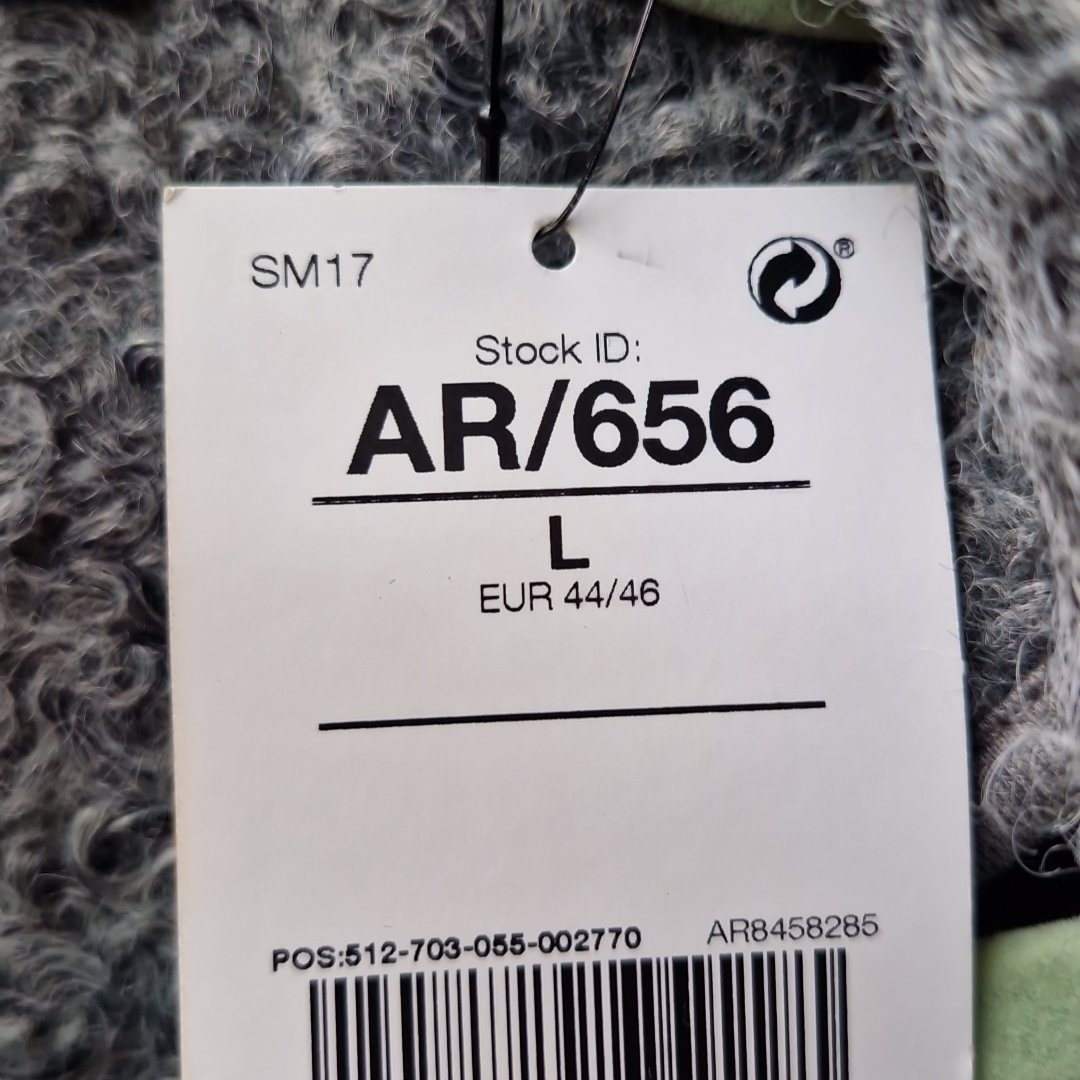 SM17
®
Stock ID:
AR/656
L
EUR 44/46
POS:512-703-055-002770 AR8458285